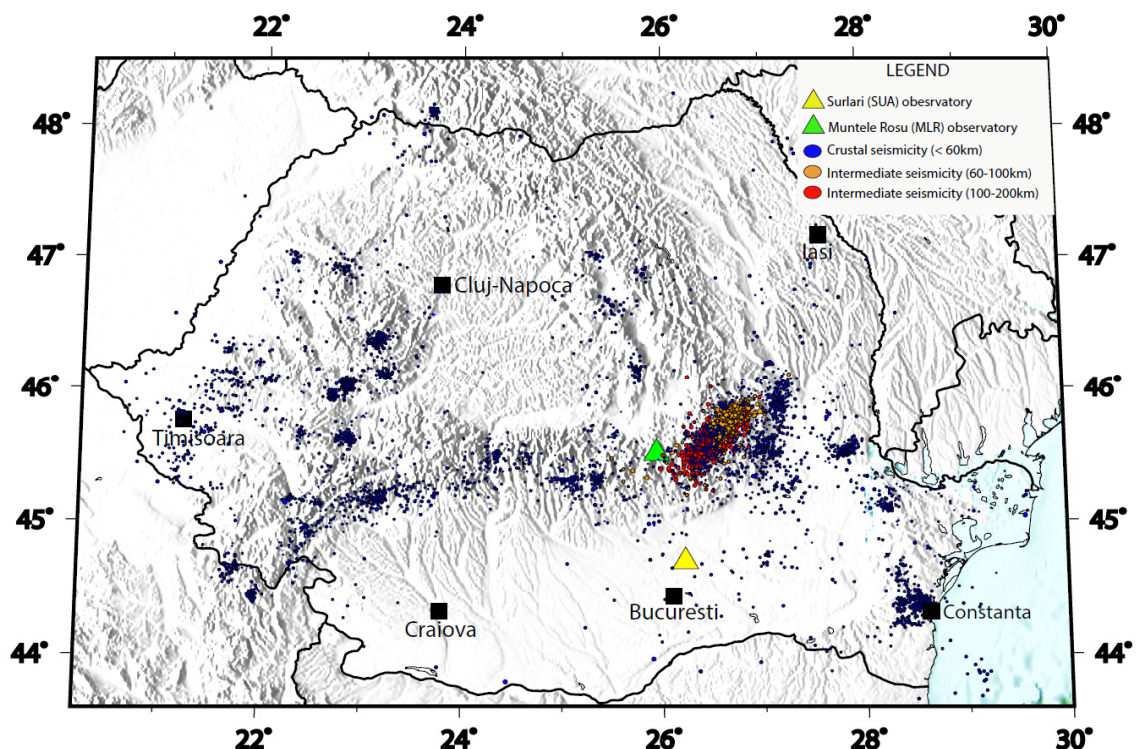 22° 24° 26° 28° 30°
LEGEND
Surlari (SUA) obesrvatory
Muntele Rosu (MLR) observatory
Crustal seismicity (< 60km)
Intermediate seismicity (60-100km)
Intermediate seismicity (100-200km)
48° 48°
47° 47°
Iasi
Cluj-Napoca
46° 46°
Timisoara
45° 45°
Bucuresti
Constanta
Craiova
44° 44°
22° 24° 26° 28° 30°